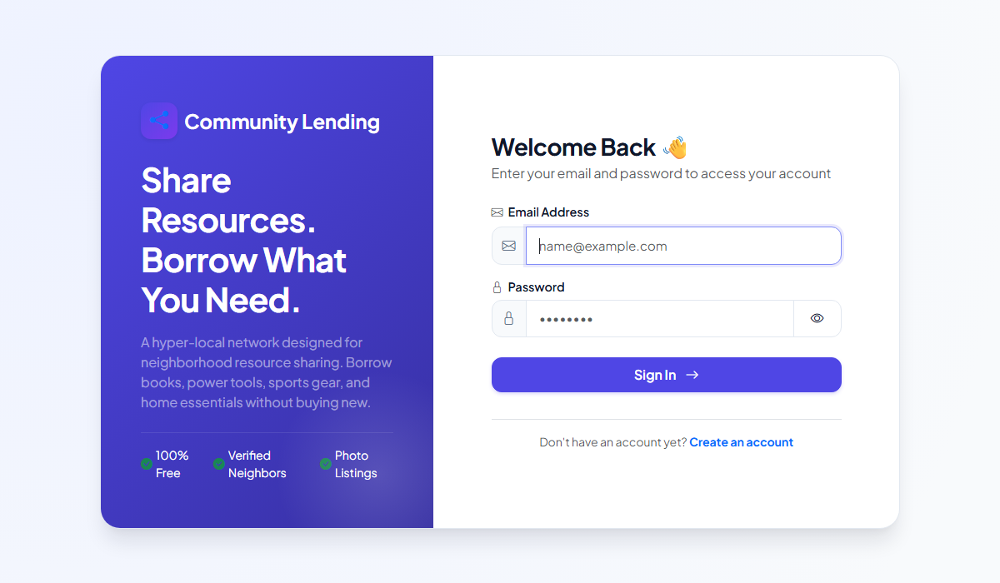 Community Lending
Share
Resources.
Borrow What
You Need.
A hyper-local network designed for
neighborhood resource sharing. Borrow
books, power tools, sports gear, and
home essentials without buying new.
100%
Free
Verified
Neighbors
Photo
Listings
Welcome Back 👋
Enter your email and password to access your account
Email Address
name@example.com
Password
••••••••
Sign In →
Don't have an account yet? Create an account